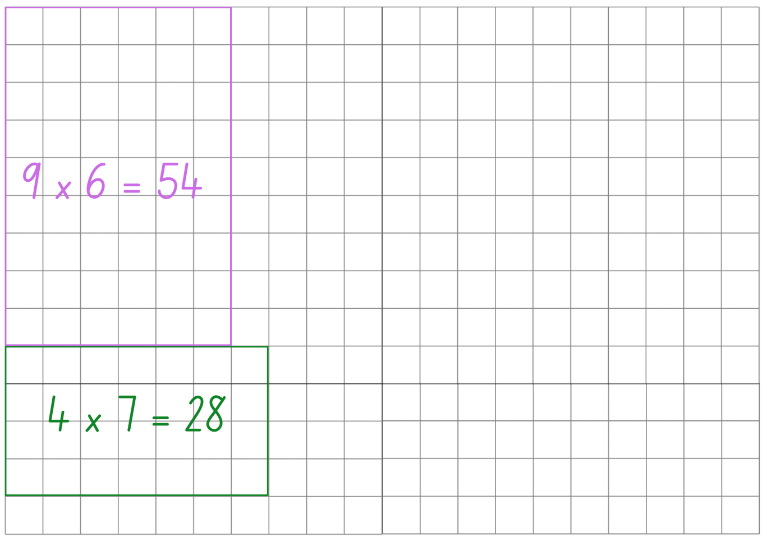 9 x 6 = 54
4 x 7 = 28